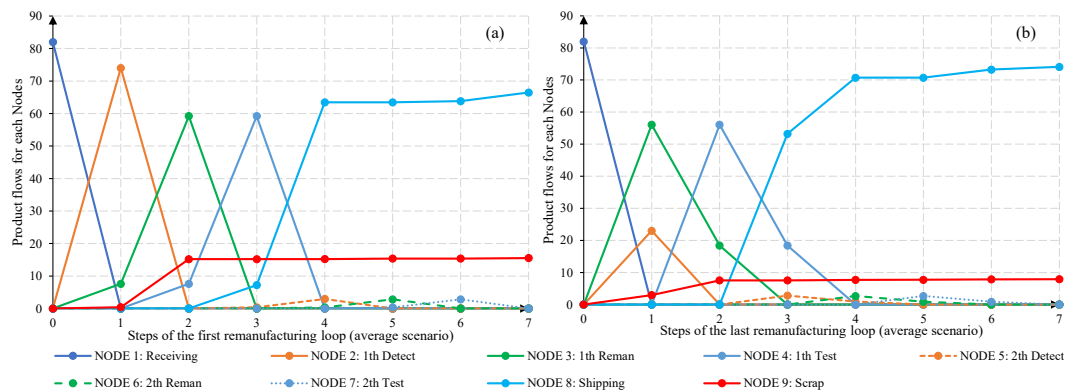 (a)
Product flows for each Nodes
90
80
70
60
50
40
30
20
10
0
0 1 2 3 4 5 6 7
Steps of the first remanufacturing loop (average scenario)
(b)
Product flows for each Nodes
90
80
70
60
50
40
30
20
10
0
0 1 2 3 4 5 6 7
Steps of the last remanufacturing loop (average scenario)
NODE 1: Receiving NODE 2: 1th Detect NODE 3: 1th Reman NODE 4: 1th Test NODE 5: 2th Detect
NODE 6: 2th Reman NODE 7: 2th Test NODE 8: Shipping NODE 9: Scrap